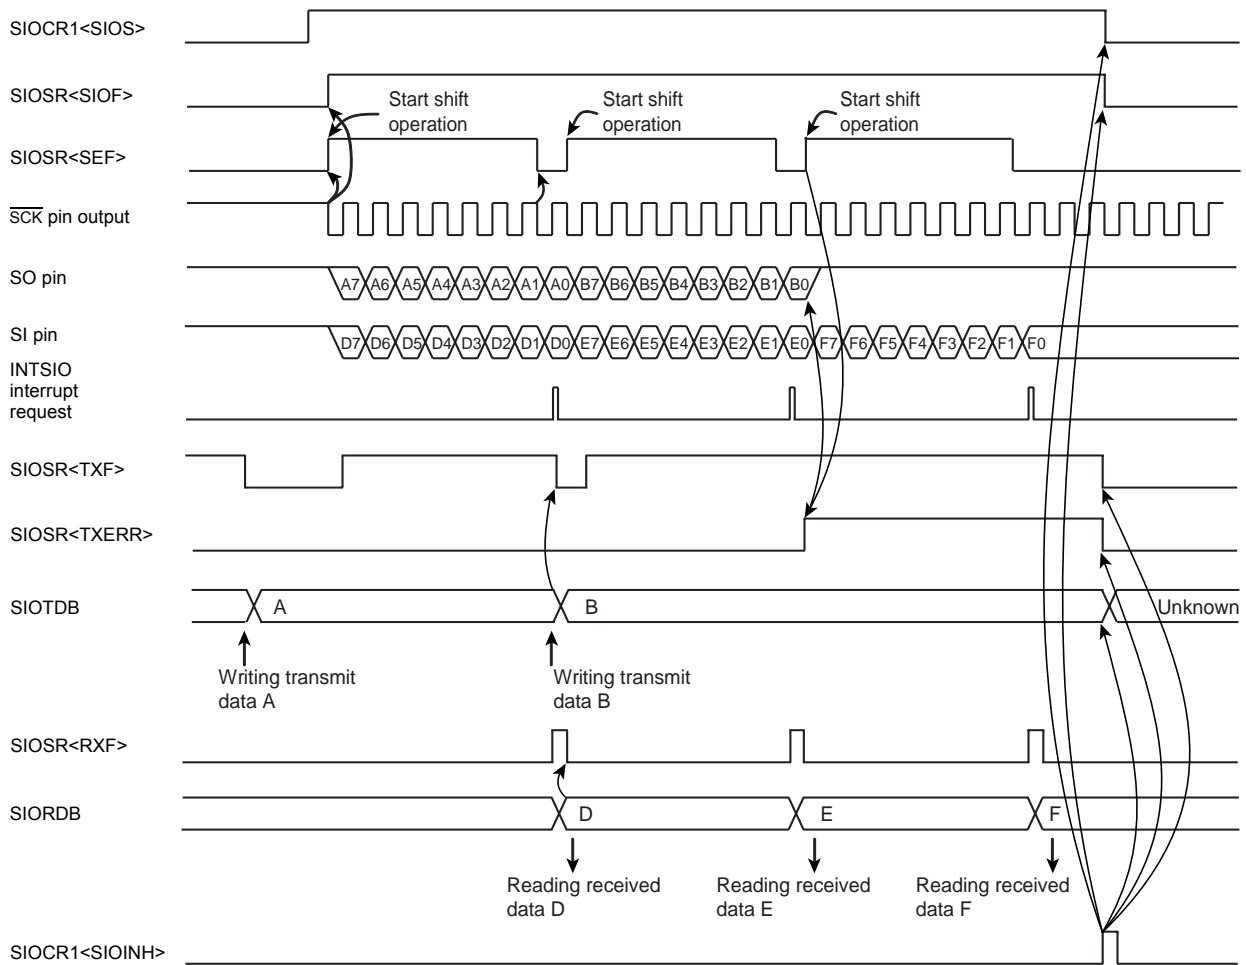 SIOCR1<SIOS>
SIOSR<SIOF>
Start shift
operation
Start shift
operation
Start shift
operation
SIOSR<SEF>
SCK pin output
SO pin
A7 A6 A5 A4 A3 A2 A1 A0 B7 B6 B5 B4 B3 B2 B1 B0
SI pin
D7 D6 D5 D4 D3 D2 D1 D0 E7 E6 E5 E4 E3 E2 E1 E0 F7 F6 F5 F4 F3 F2 F1 F0
INTSIO
interrupt
request
SIOSR<TXF>
SIOSR<TXERR>
SIOTDB
A
B
Unknown
Writing transmit
data A
Writing transmit
data B
SIOSR<RXF>
SIORDB
D
E
F
Reading received
data D
Reading received
data E
Reading received
data F
SIOCR1<SIOINH>